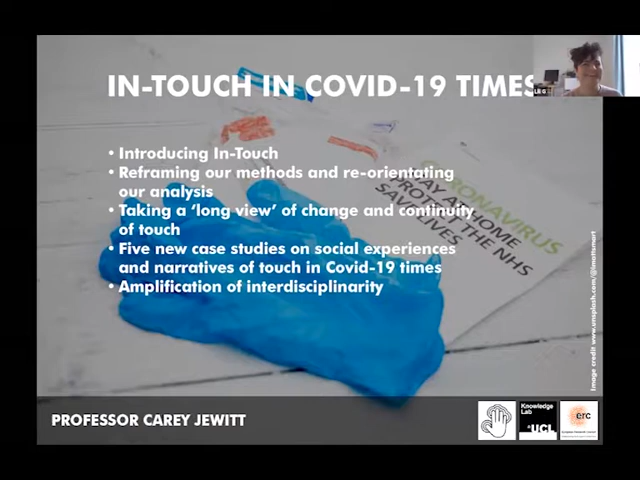 IN-TOUCH IN COVID-19 TIMES
• Introducing In-Touch
• Reframing our methods and re-orientating
our analysis
• Taking a ‘long view’ of change and continuity
of touch
• Five new case studies on social experiences
and narratives of touch in Covid-19 times
• Amplification of interdisciplinarity
CORONAVIRUS
STAY AT HOME
PROTECT THE NHS
SAVE LIVES
Image credit www.unsplash.com/@imattsmart
PROFESSOR CAREY JEWITT
Knowledge
Lab
UCL
erc